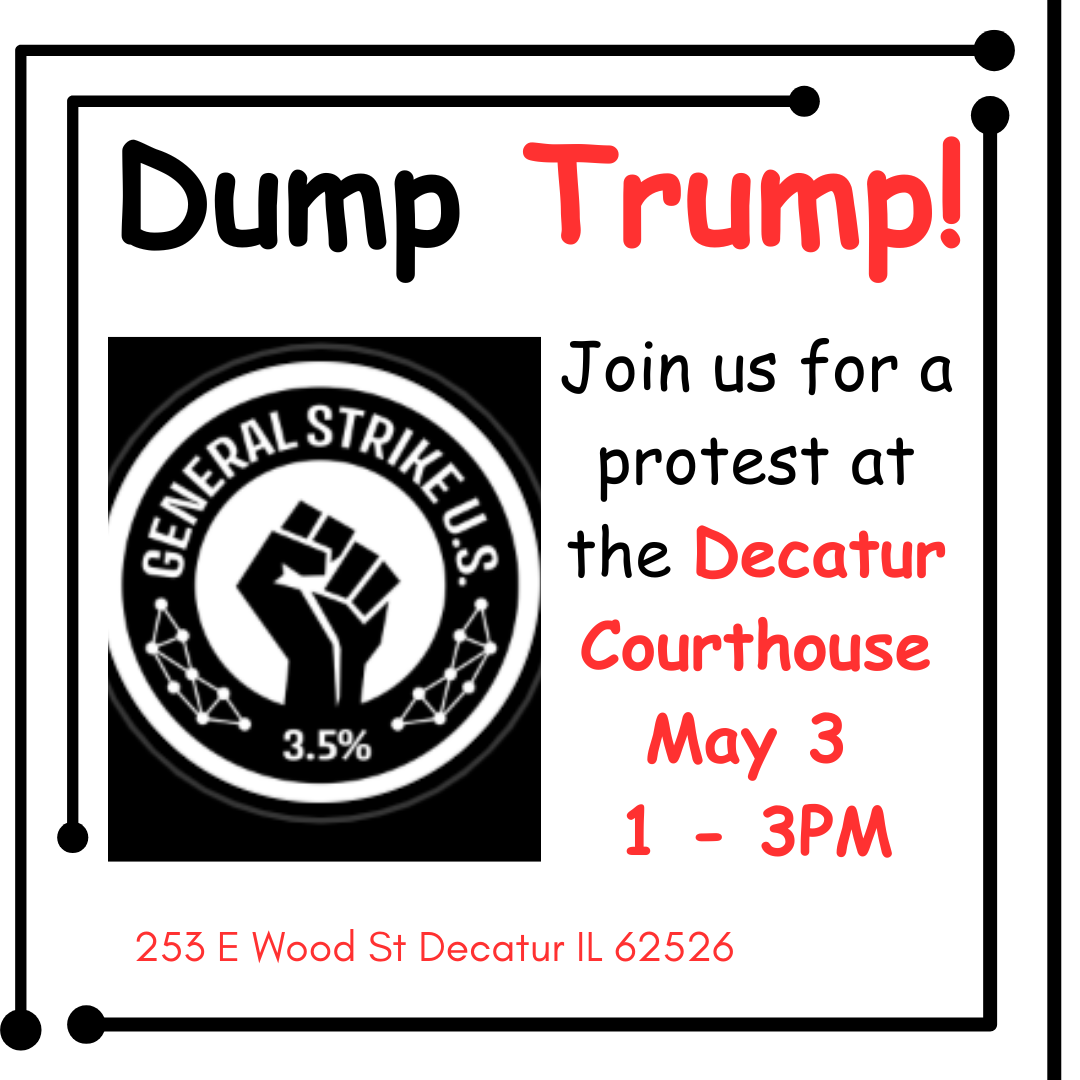 Dump Trump!
GENERAL STRIKE U.S.
3.5%
Join us for a
protest at
the Decatur
Courthouse
May 3
1 - 3PM
253 E Wood St Decatur IL 62526